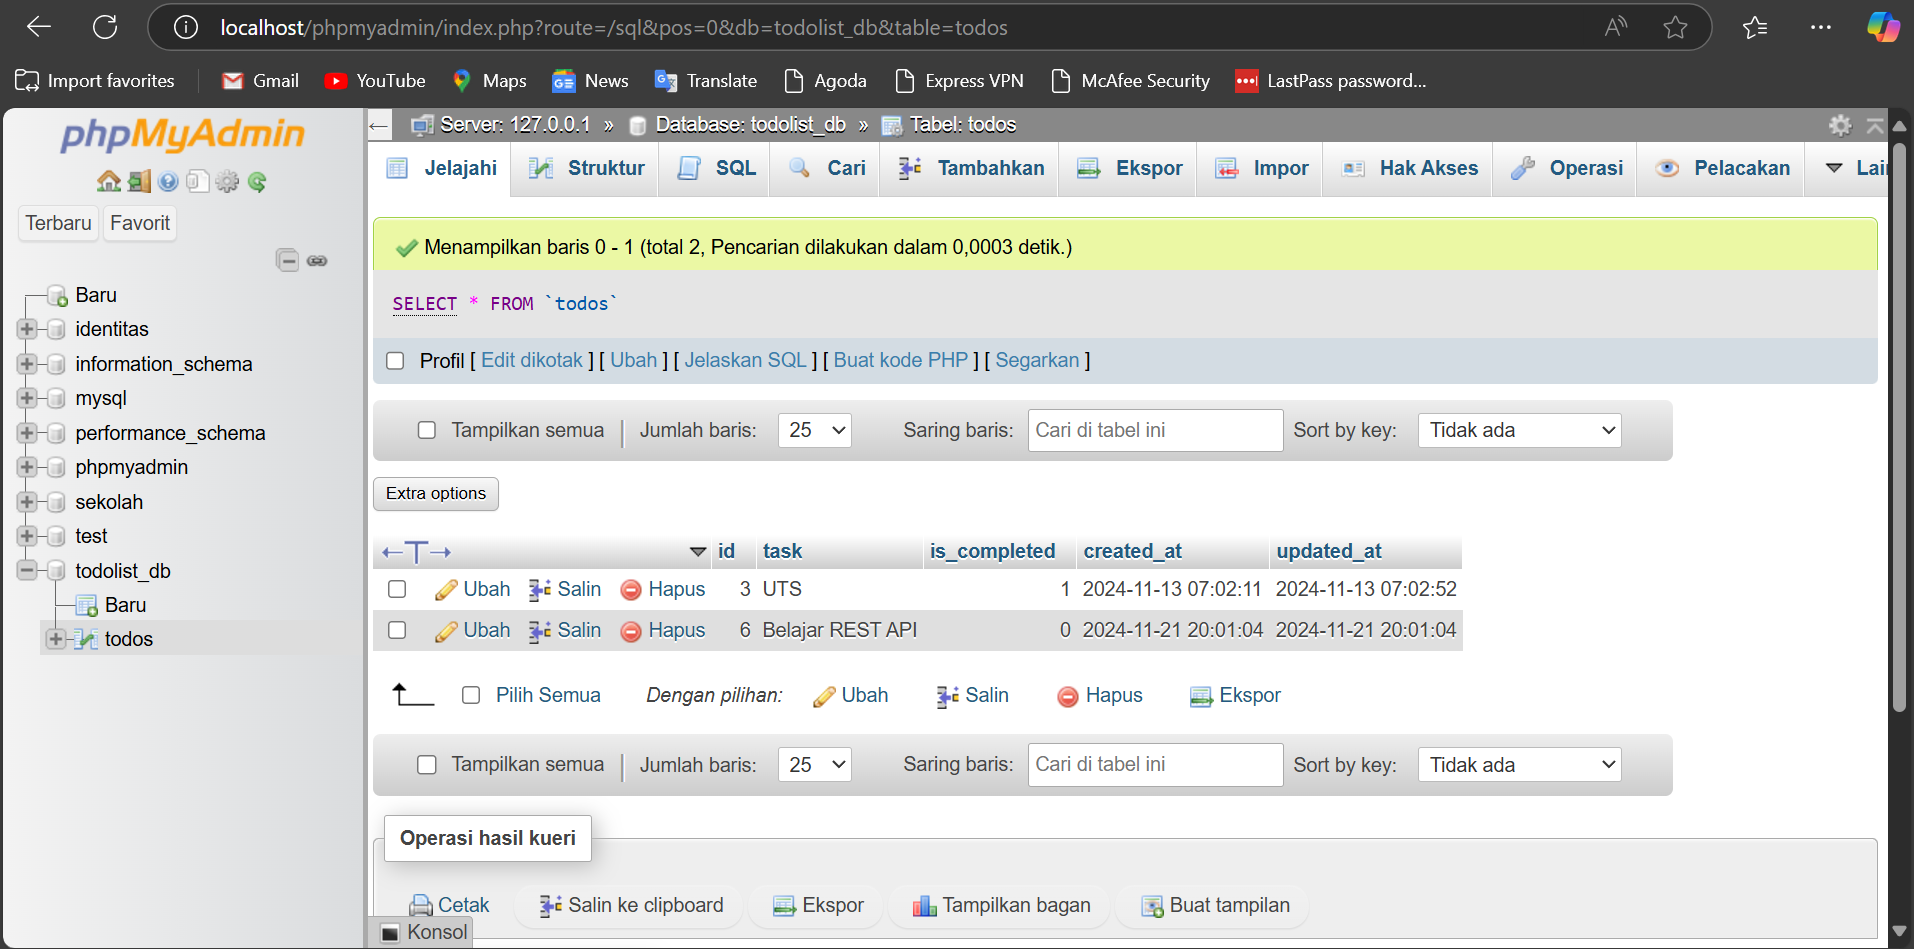 localhost/phpmyadmin/index.php?route=/sql&pos=0&db=todolist_db&table=todos
Import favorites Gmail YouTube Maps News Translate Agoda Express VPN McAfee Security LastPass password...
phpMyAdmin
Terbaru Favorit
Baru
identitas
information_schema
mysql
performance_schema
phpmyadmin
sekolah
test
todolist_db
Baru
todos
Server: 127.0.0.1 » Database: todolist_db » Tabel: todos
Jelajahi Struktur SQL Cari Tambahkan Ekspor Impor Hak Akses Operasi Pelacakan Lai
Menampilkan baris 0 - 1 (total 2, Pencarian dilakukan dalam 0,0003 detik.)
SELECT * FROM `todos`
Profil [ Edit dikotak ] [ Ubah ] [ Jelaskan SQL ] [ Buat kode PHP ] [ Segarkan ]
Tampilkan semua | Jumlah baris: 25 Saring baris: Cari di tabel ini Sort by key: Tidak ada
Extra options
←T→ id task is_completed created_at updated_at
Ubah Salin Hapus 3 UTS 1 2024-11-13 07:02:11 2024-11-13 07:02:52
Ubah Salin Hapus 6 Belajar REST API 0 2024-11-21 20:01:04 2024-11-21 20:01:04
Pilih Semua Dengan pilihan: Ubah Salin Hapus Ekspor
Tampilkan semua | Jumlah baris: 25 Saring baris: Cari di tabel ini Sort by key: Tidak ada
Operasi hasil kueri
Cetak Salin ke clipboard Ekspor Tampilkan bagan Buat tampilan
Konsol